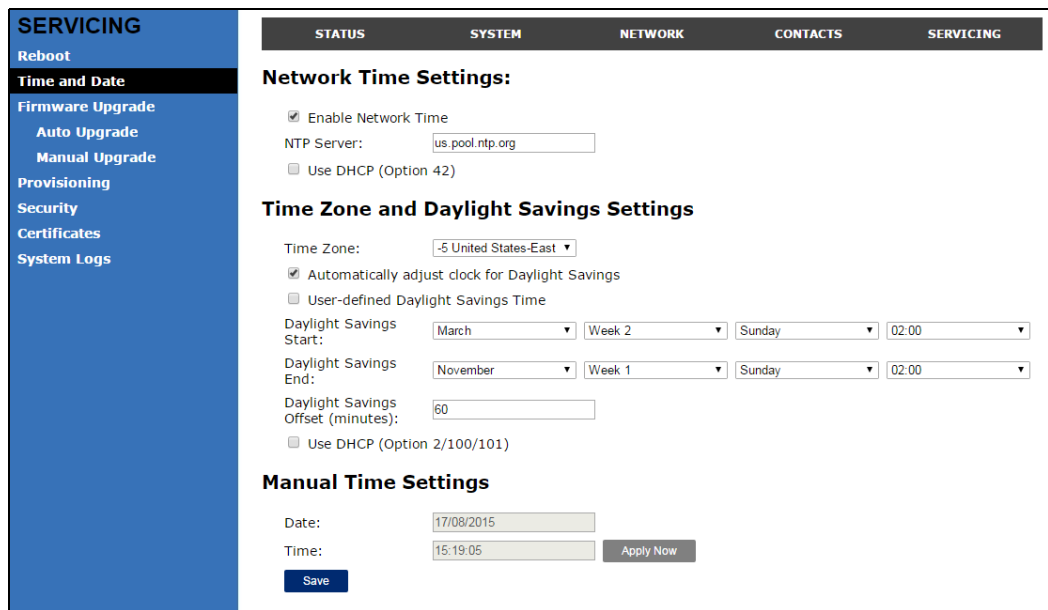 SERVICING
Reboot
Time and Date
Firmware Upgrade
Auto Upgrade
Manual Upgrade
Provisioning
Security
Certificates
System Logs
STATUS SYSTEM NETWORK CONTACTS SERVICING
Network Time Settings:
Enable Network Time
NTP Server: us.pool.ntp.org
Use DHCP (Option 42)
Time Zone and Daylight Savings Settings
Time Zone: -5 United States-East
Automatically adjust clock for Daylight Savings
User-defined Daylight Savings Time
Daylight Savings
Start: March Week 2 Sunday 02:00
Daylight Savings
End: November Week 1 Sunday 02:00
Daylight Savings
Offset (minutes): 60
Use DHCP (Option 2/100/101)
Manual Time Settings
Date: 17/08/2015
Time: 15:19:05 Apply Now
Save